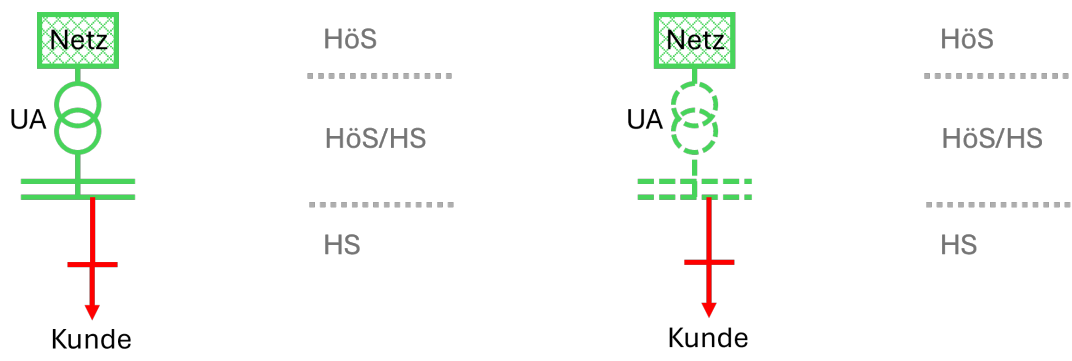 Netz
HöS
UA
HöS/HS
HS
Kunde
Netz
HöS
UA
HöS/HS
HS
Kunde